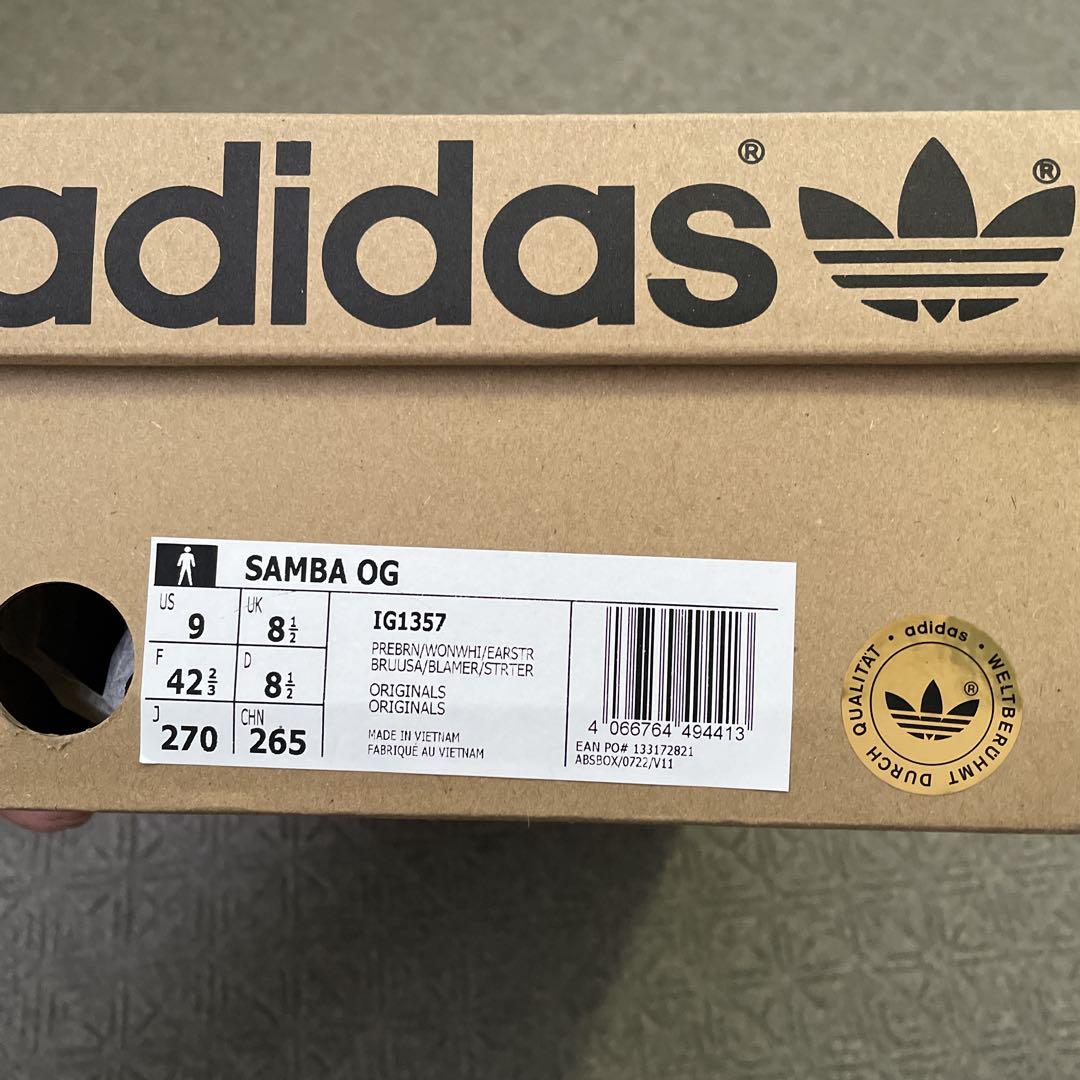 adidas® ®
SAMBA OG
US 9 UK 8 1/2
F 42 2/3 D 8 1/2
J 270 CHN 265
IG1357
PREBRN/WONWHI/EARSTR
BRUUSA/BLAMER/STRTER
ORIGINALS
ORIGINALS
MADE IN VIETNAM
FABRIQUÉ AU VIETNAM
4 066764 494413
EAN PO# 133172821
ABSBOX/0722/V11
• adidas • WELTBERÜHMT DURCH QUALITÄT
®